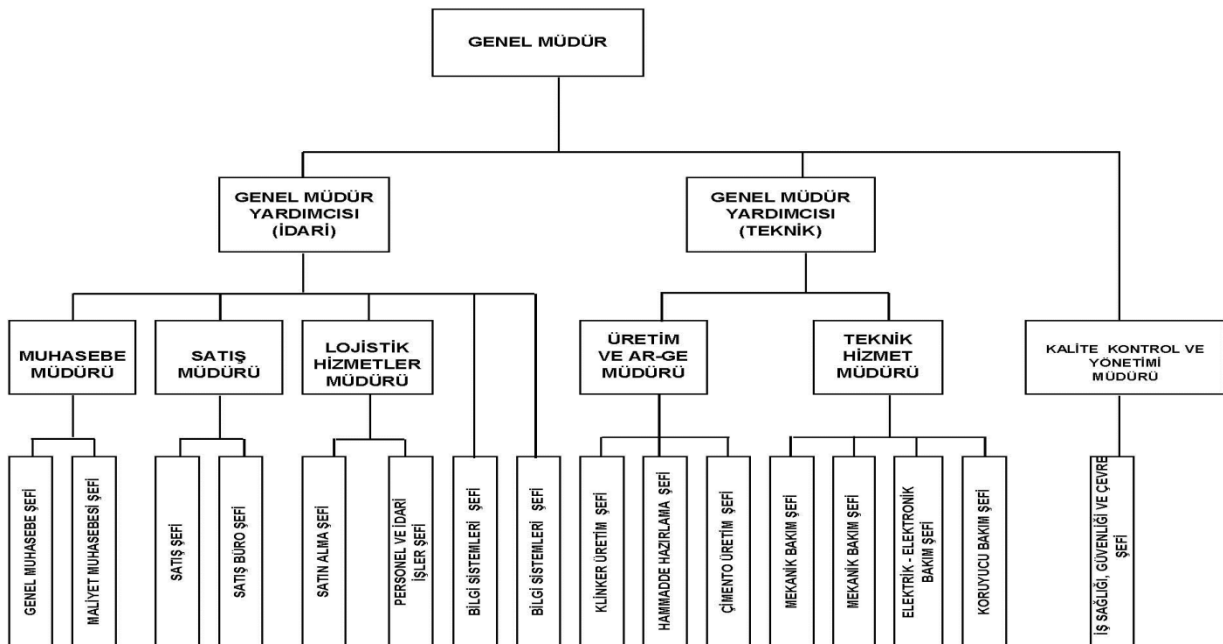 GENEL MÜDÜR
GENEL MÜDÜR
YARDIMCISI
(İDARİ)
GENEL MÜDÜR
YARDIMCISI
(TEKNİK)
MUHASEBE
MÜDÜRÜ
SATIŞ
MÜDÜRÜ
LOJİSTİK
HİZMETLER
MÜDÜRÜ
ÜRETİM
VE AR-GE
MÜDÜRÜ
TEKNİK
HİZMET
MÜDÜRÜ
KALİTE KONTROL VE
YÖNETİMİ
MÜDÜRÜ
GENEL MUHASEBE ŞEFİ
MALİYET MUHASEBESİ ŞEFİ
SATIŞ ŞEFİ
SATIŞ BÜRO ŞEFİ
SATIN ALMA ŞEFİ
PERSONEL VE İDARİ
İŞLER ŞEFİ
BİLGİ SİSTEMLERİ ŞEFİ
BİLGİ SİSTEMLERİ ŞEFİ
KLİNKER ÜRETİM ŞEFİ
HAMMADDE HAZIRLAMA ŞEFİ
ÇİMENTO ÜRETİM ŞEFİ
MEKANİK BAKIM ŞEFİ
MEKANİK BAKIM ŞEFİ
ELEKTRİK - ELEKTRONİK
BAKIM ŞEFİ
KORUYUCU BAKIM ŞEFİ
İŞ SAĞLIĞI, GÜVENLİĞİ VE ÇEVRE
ŞEFİ